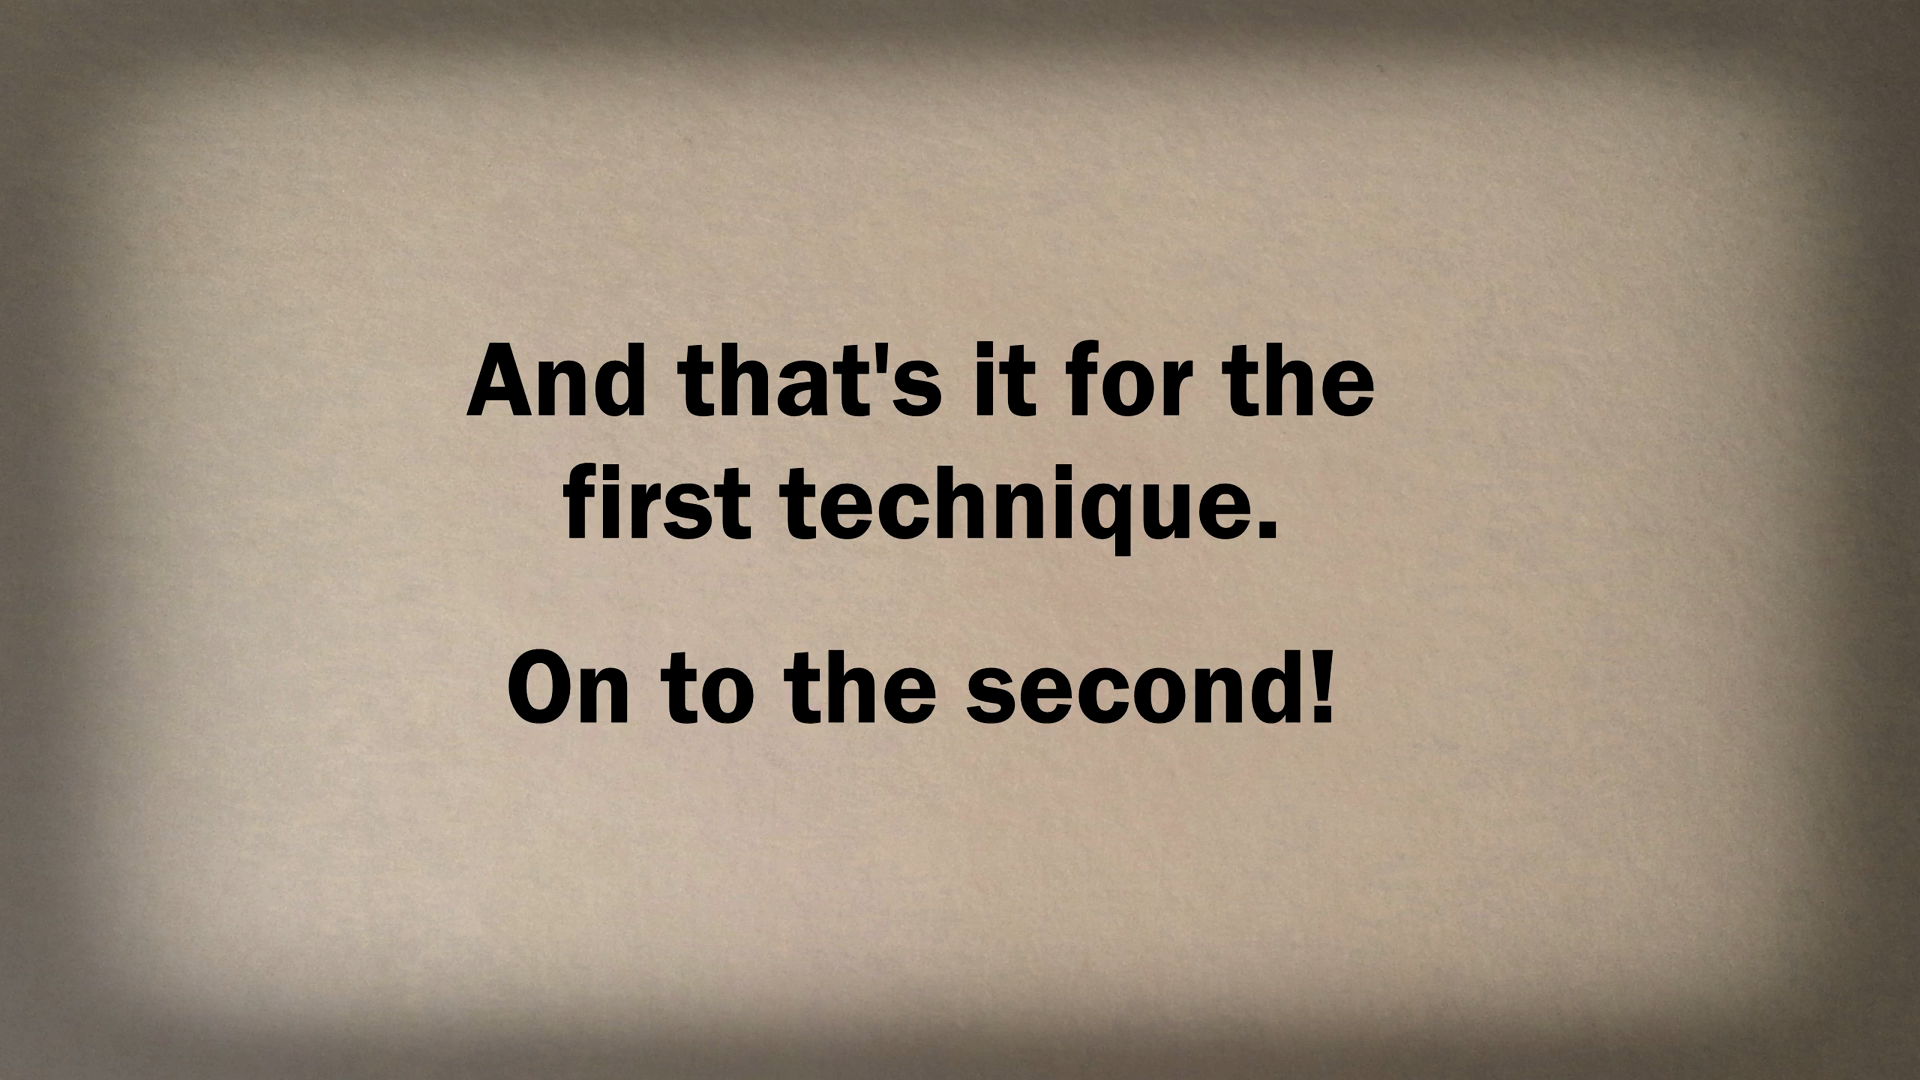 And that's it for the
first technique.
On to the second!